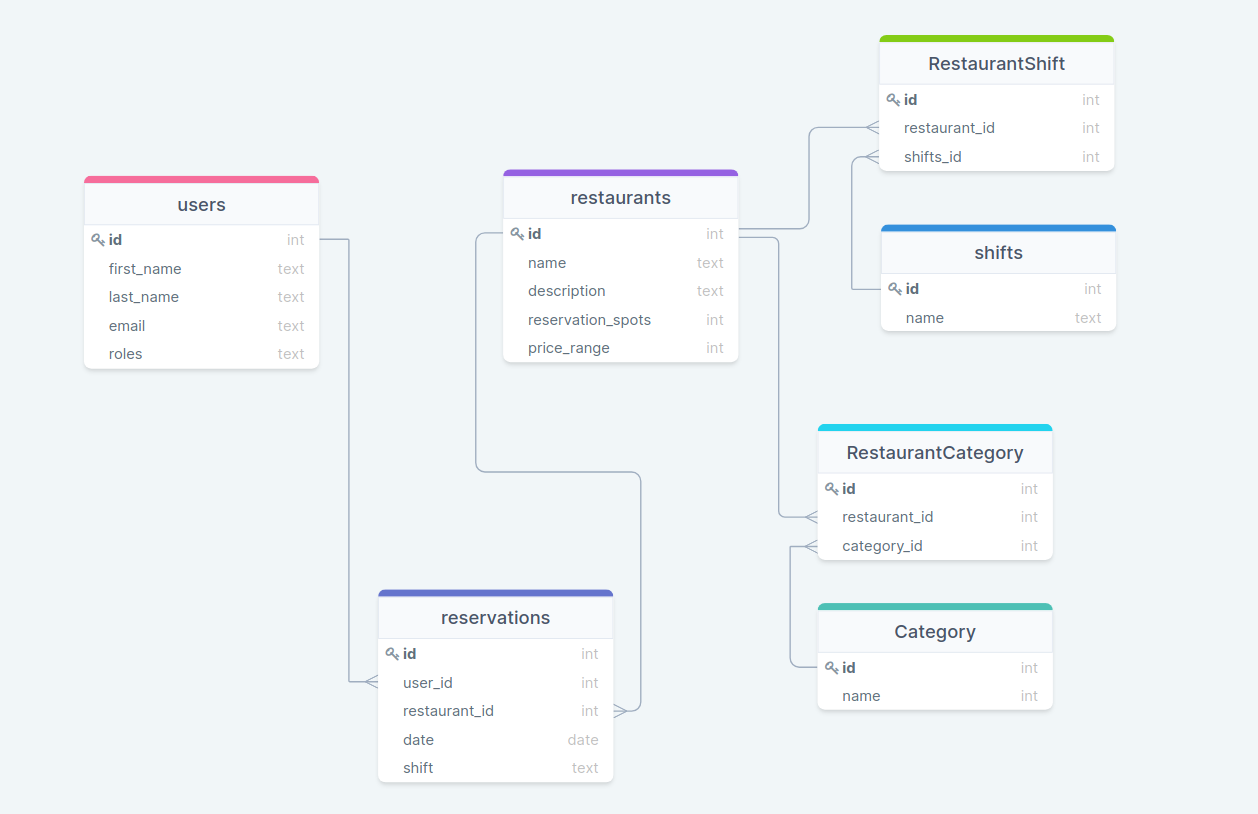 users
id int
first_name text
last_name text
email text
roles text
restaurants
id int
name text
description text
reservation_spots int
price_range int
RestaurantShift
id int
restaurant_id int
shifts_id int
shifts
id int
name text
RestaurantCategory
id int
restaurant_id int
category_id int
Category
id int
name int
reservations
id int
user_id int
restaurant_id int
date date
shift text